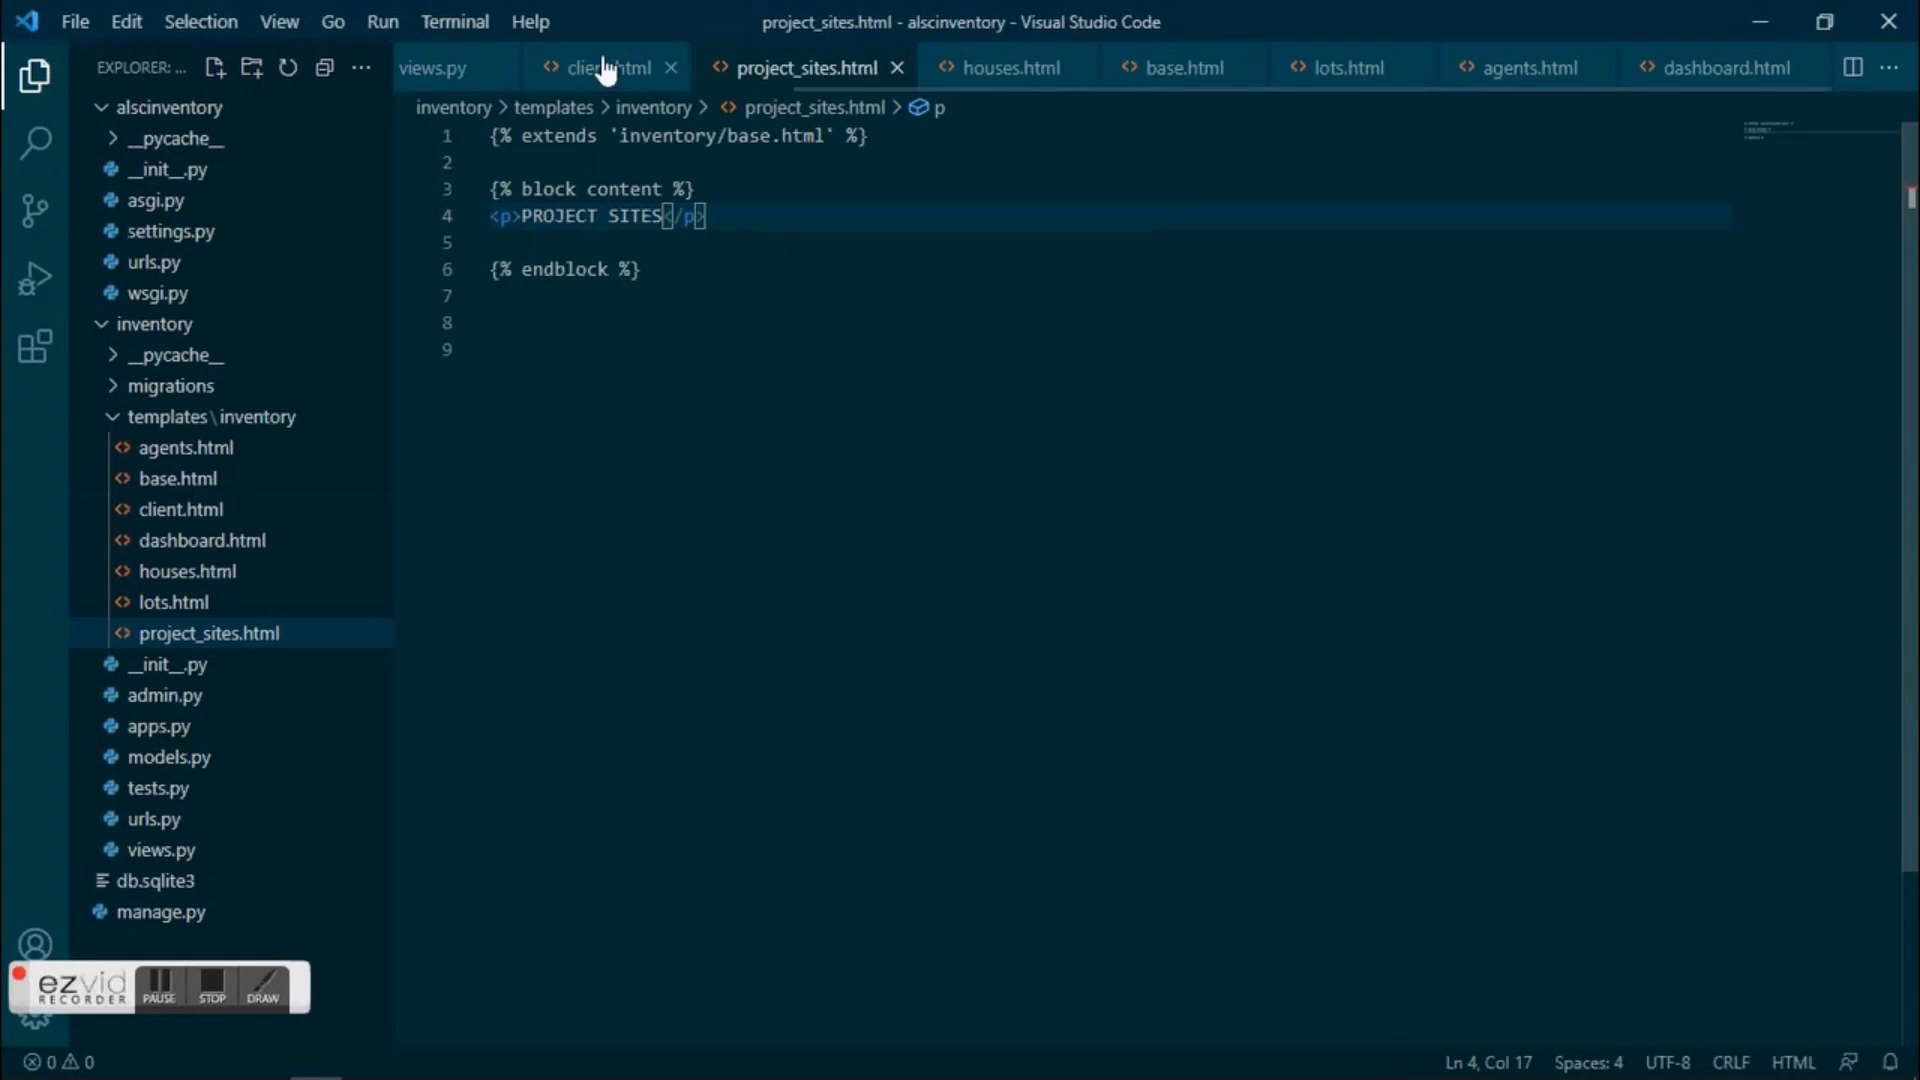 File Edit Selection View Go Run Terminal Help
project_sites.html - alscinventory - Visual Studio Code
EXPLORER: ...
views.py
html
project_sites.html
houses.html
base.html
lots.html
agents.html
dashboard.html
inventory > templates > inventory > project_sites.html > p
1 {% extends 'inventory/base.html' %}
2
3 {% block content %}
4 <p>PROJECT SITES</p>
5
6 {% endblock %}
7
8
9
alscinventory
__pycache__
__init__.py
asgi.py
settings.py
urls.py
wsgi.py
inventory
__pycache__
migrations
templates\inventory
agents.html
base.html
client.html
dashboard.html
houses.html
lots.html
project_sites.html
__init__.py
admin.py
apps.py
models.py
tests.py
urls.py
views.py
db.sqlite3
manage.py
ezvid
RECORDER
PAUSE STOP DRAW
0 0
Ln 4, Col 17 Spaces: 4 UTF-8 CRLF HTML